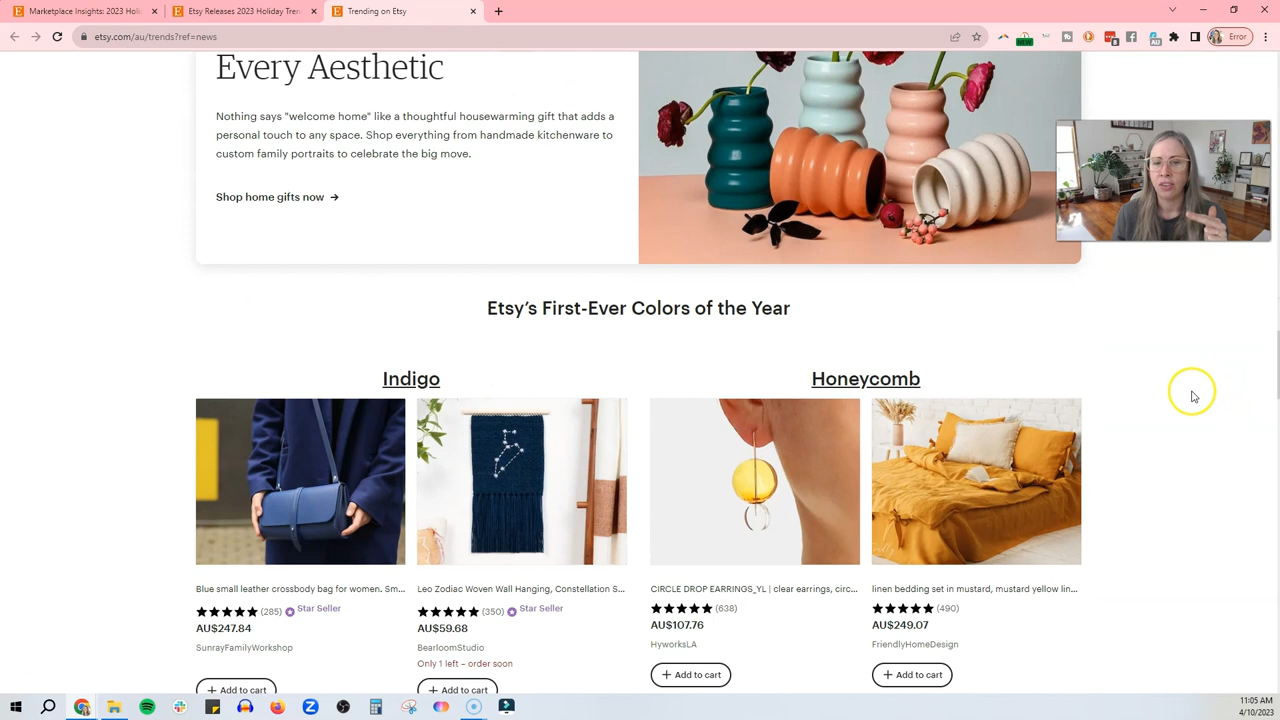 Marketplace Insights: 2023 Holi
Etsy Releases 2023 Holiday Tren
Trending on Etsy
etsy.com/au/trends?ref=news
NEW
8
AU
Error
Every Aesthetic
Nothing says "welcome home" like a thoughtful housewarming gift that adds a
personal touch to any space. Shop everything from handmade kitchenware to
custom family portraits to celebrate the big move.
Shop home gifts now →
Etsy's First-Ever Colors of the Year
Indigo
Honeycomb
Blue small leather crossbody bag for women. Sm...
★★★★★ (285) Star Seller
AU$247.84
SunrayFamilyWorkshop
+ Add to cart
Leo Zodiac Woven Wall Hanging, Constellation S...
★★★★★ (350) Star Seller
AU$59.68
BearloomStudio
Only 1 left – order soon
+ Add to cart
CIRCLE DROP EARRINGS_YL | clear earrings, circ...
★★★★★ (638)
AU$107.76
HyworksLA
+ Add to cart
linen bedding set in mustard, mustard yellow lin...
★★★★★ (490)
AU$249.07
FriendlyHomeDesign
+ Add to cart
11:05 AM
4/10/2023